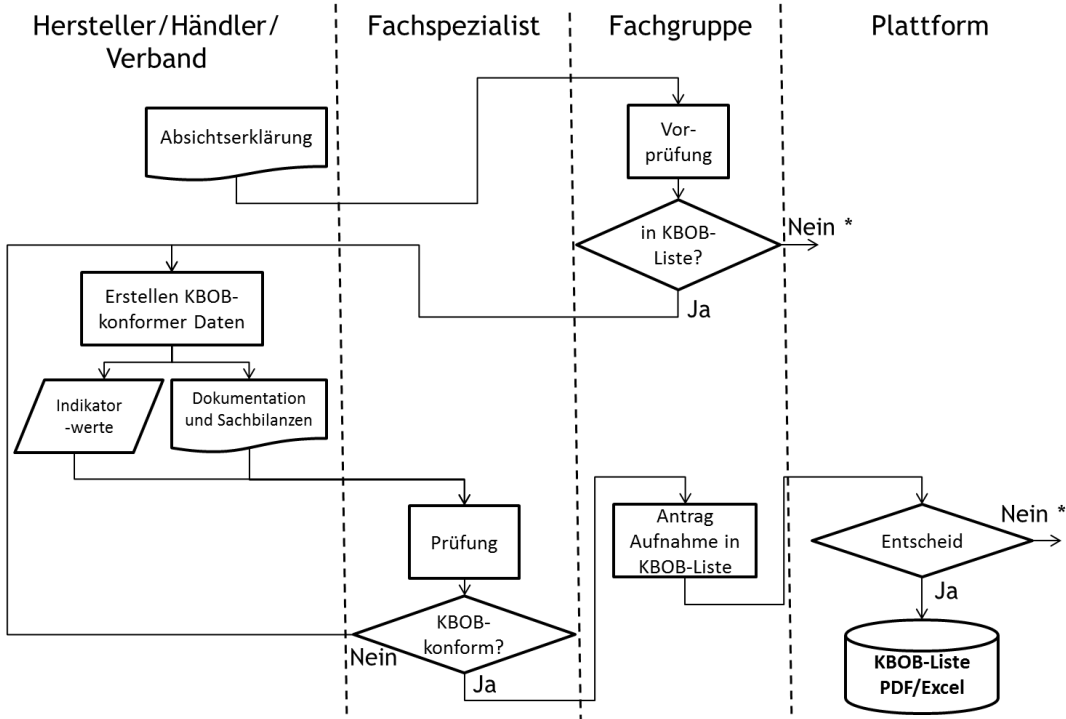 Hersteller/Händler/
Verband
Fachspezialist
Fachgruppe
Plattform
Absichtserklärung
Vor-
prüfung
in KBOB-
Liste?
Nein *
Ja
Erstellen KBOB-
konformer Daten
Indikator
-werte
Dokumentation
und Sachbilanzen
Prüfung
KBOB-
konform?
Nein
Ja
Antrag
Aufnahme in
KBOB-Liste
Entscheid
Nein *
Ja
KBOB-Liste
PDF/Excel